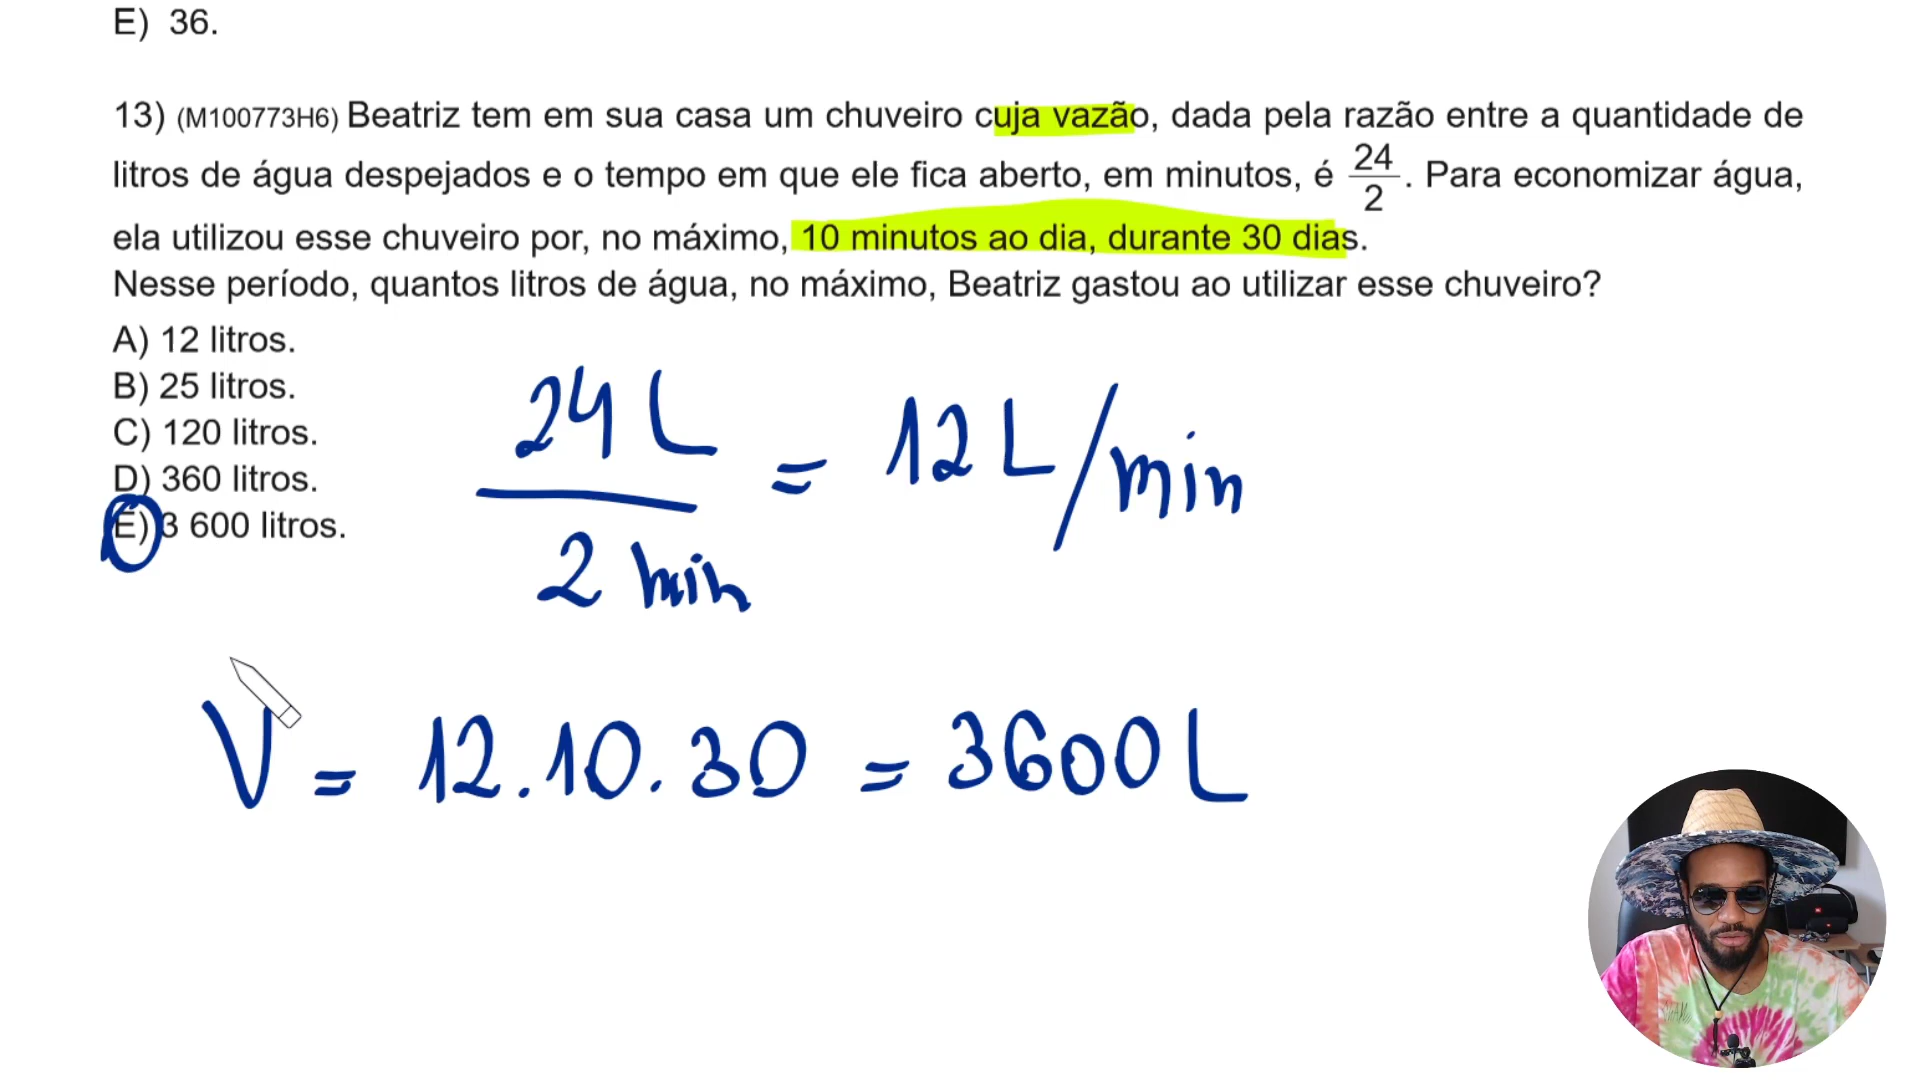 E) 36.
13) (M100773H6) Beatriz tem em sua casa um chuveiro cuja vazão, dada pela razão entre a quantidade de
litros de água despejados e o tempo em que ele fica aberto, em minutos, é 24/2. Para economizar água,
ela utilizou esse chuveiro por, no máximo, 10 minutos ao dia, durante 30 dias.
Nesse período, quantos litros de água, no máximo, Beatriz gastou ao utilizar esse chuveiro?
A) 12 litros.
B) 25 litros.
C) 120 litros.
D) 360 litros.
E) 3 600 litros.
24 L / 2 min = 12 L/min
V = 12.10.30 = 3600 L